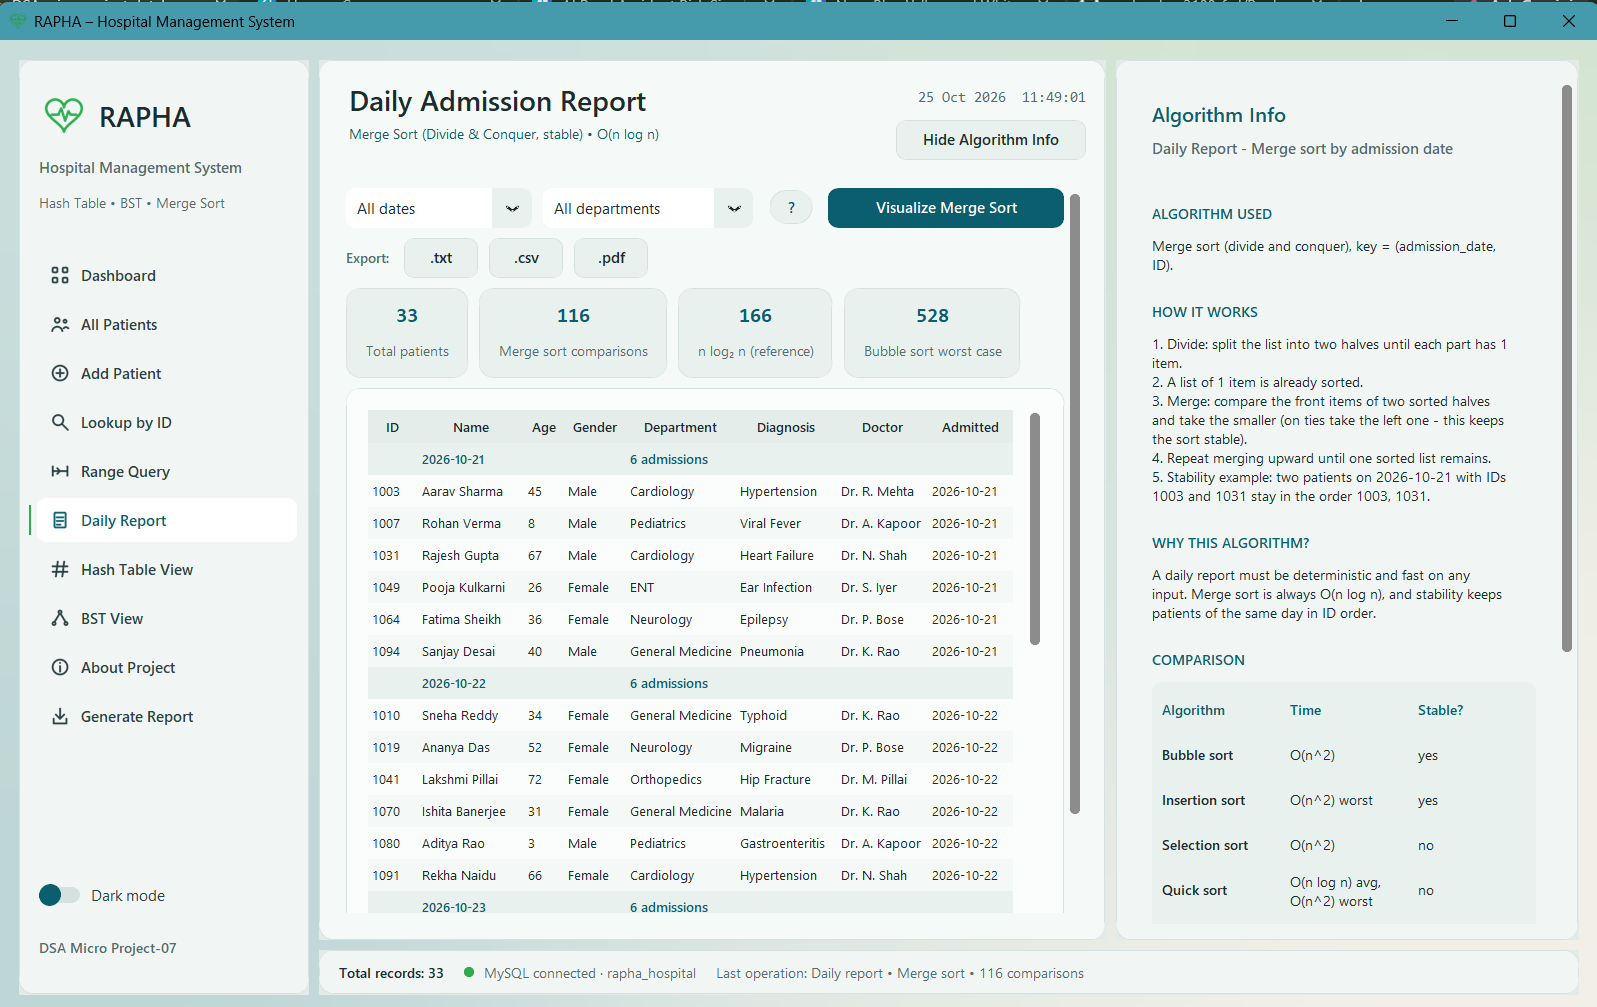 RAPHA – Hospital Management System
RAPHA
Hospital Management System
Hash Table • BST • Merge Sort
Dashboard
All Patients
Add Patient
Lookup by ID
Range Query
Daily Report
Hash Table View
BST View
About Project
Generate Report
Dark mode
DSA Micro Project-07
Daily Admission Report
Merge Sort (Divide & Conquer, stable) • O(n log n)
25 Oct 2026 11:49:01
Hide Algorithm Info
All dates
All departments
?
Visualize Merge Sort
Export: .txt .csv .pdf
33 116 166 528
Total patients Merge sort comparisons n log₂ n (reference) Bubble sort worst case
ID Name Age Gender Department Diagnosis Doctor Admitted
2026-10-21 6 admissions
1003 Aarav Sharma 45 Male Cardiology Hypertension Dr. R. Mehta 2026-10-21
1007 Rohan Verma 8 Male Pediatrics Viral Fever Dr. A. Kapoor 2026-10-21
1031 Rajesh Gupta 67 Male Cardiology Heart Failure Dr. N. Shah 2026-10-21
1049 Pooja Kulkarni 26 Female ENT Ear Infection Dr. S. Iyer 2026-10-21
1064 Fatima Sheikh 36 Female Neurology Epilepsy Dr. P. Bose 2026-10-21
1094 Sanjay Desai 40 Male General Medicine Pneumonia Dr. K. Rao 2026-10-21
2026-10-22 6 admissions
1010 Sneha Reddy 34 Female General Medicine Typhoid Dr. K. Rao 2026-10-22
1019 Ananya Das 52 Female Neurology Migraine Dr. P. Bose 2026-10-22
1041 Lakshmi Pillai 72 Female Orthopedics Hip Fracture Dr. M. Pillai 2026-10-22
1070 Ishita Banerjee 31 Female General Medicine Malaria Dr. K. Rao 2026-10-22
1080 Aditya Rao 3 Male Pediatrics Gastroenteritis Dr. A. Kapoor 2026-10-22
1091 Rekha Naidu 66 Female Cardiology Hypertension Dr. N. Shah 2026-10-22
2026-10-23 6 admissions
Algorithm Info
Daily Report - Merge sort by admission date
ALGORITHM USED
Merge sort (divide and conquer), key = (admission_date,
ID).
HOW IT WORKS
1. Divide: split the list into two halves until each part has 1
item.
2. A list of 1 item is already sorted.
3. Merge: compare the front items of two sorted halves
and take the smaller (on ties take the left one - this keeps
the sort stable).
4. Repeat merging upward until one sorted list remains.
5. Stability example: two patients on 2026-10-21 with IDs
1003 and 1031 stay in the order 1003, 1031.
WHY THIS ALGORITHM?
A daily report must be deterministic and fast on any
input. Merge sort is always O(n log n), and stability keeps
patients of the same day in ID order.
COMPARISON
Algorithm Time Stable?
Bubble sort O(n^2) yes
Insertion sort O(n^2) worst yes
Selection sort O(n^2) no
Quick sort O(n log n) avg, no
O(n^2) worst
Total records: 33 MySQL connected · rapha_hospital Last operation: Daily report • Merge sort • 116 comparisons